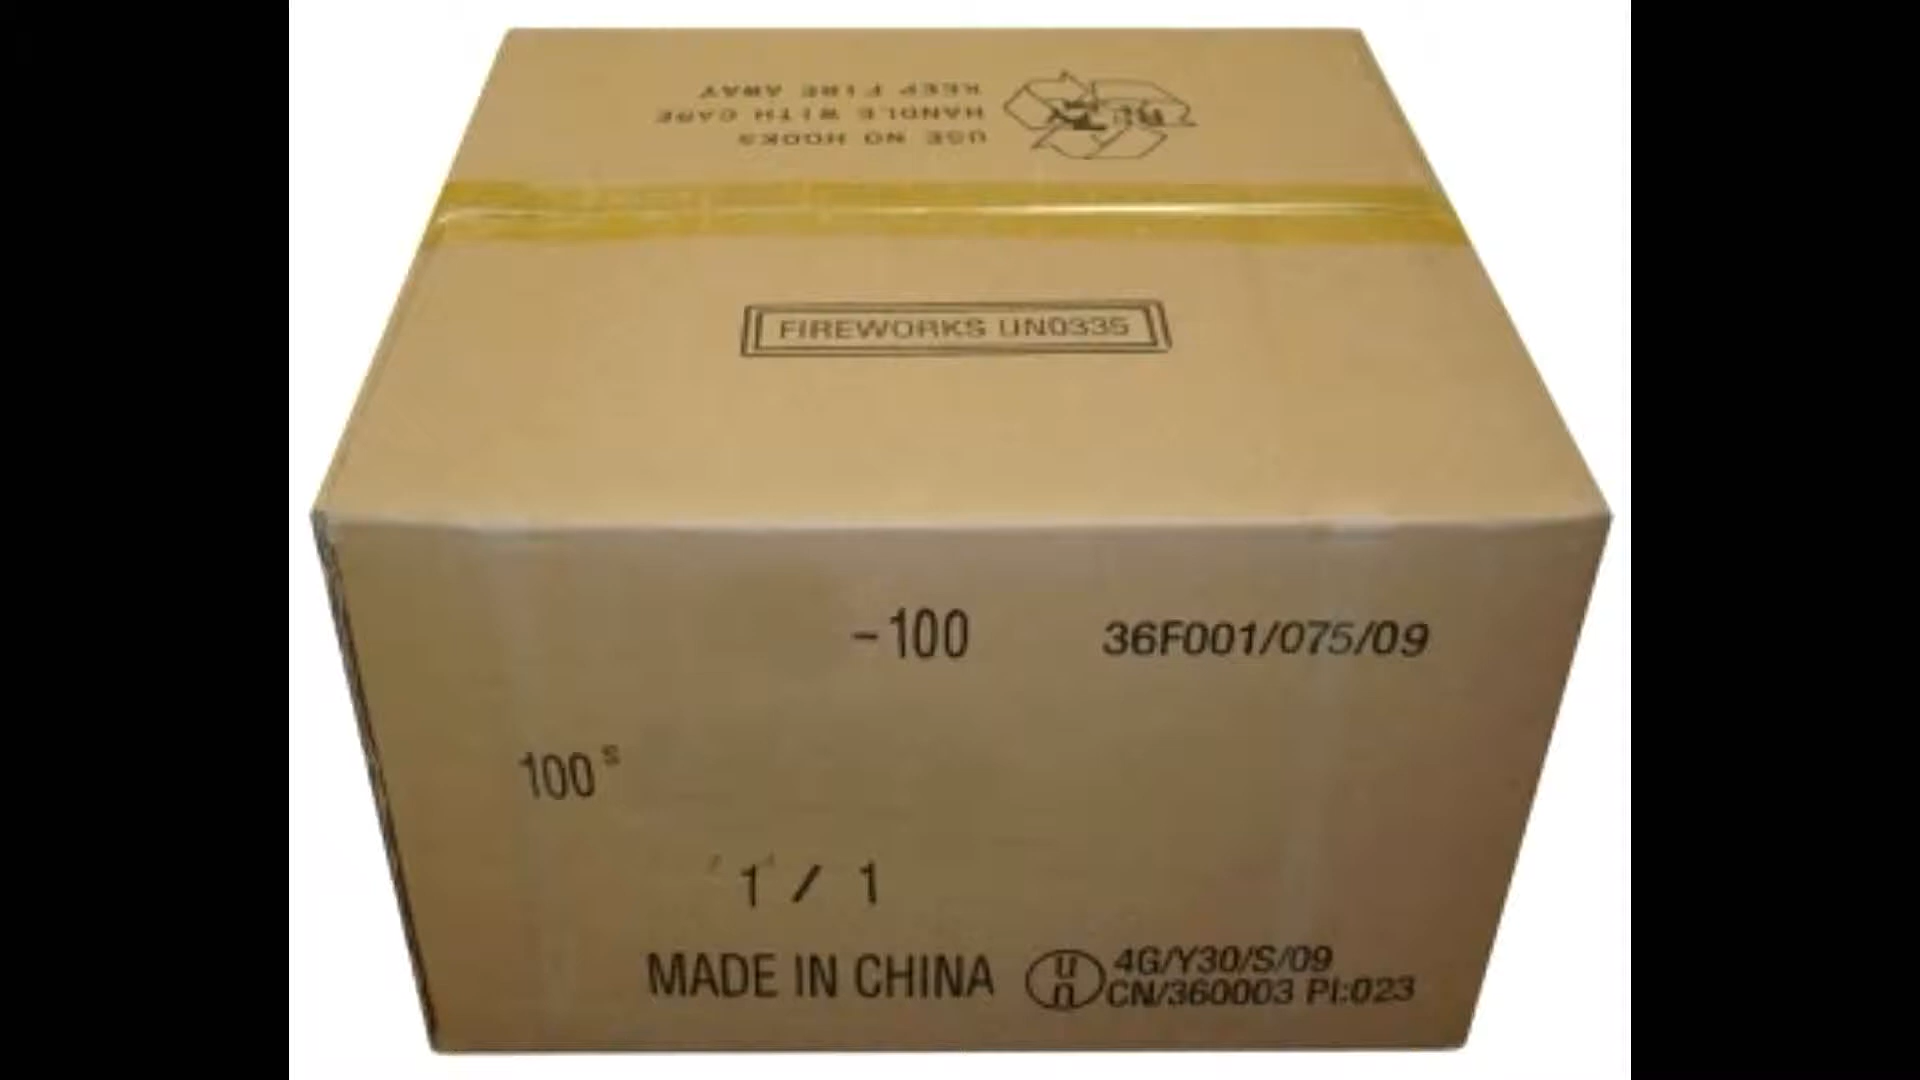 KEEP FIRE AWAY
HANDLE WITH CARE
USE NO HOOKS
FIREWORKS UN0335
-100
36F001/075/09
100 s
1 / 1
MADE IN CHINA
un
4G/Y30/S/09
CN/360003 PI:023